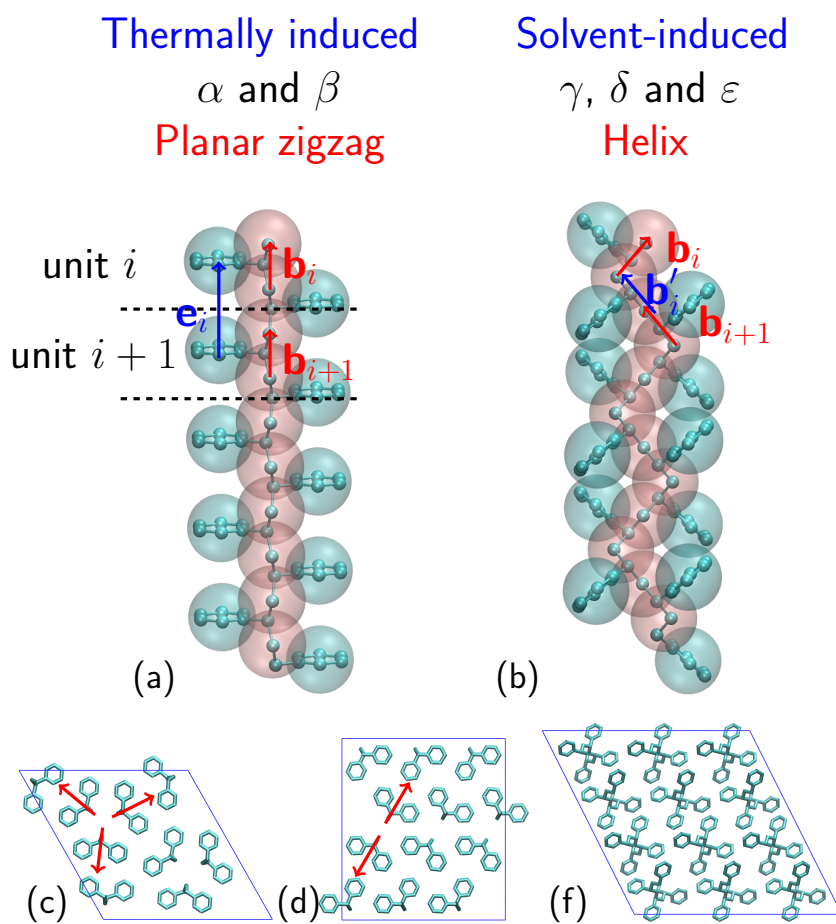 Thermally induced
α and β
Planar zigzag
Solvent-induced
γ, δ and ε
Helix
unit i
b_i
e_i
unit i + 1
b_{i+1}
b_i
b′_i
b_{i+1}
(a)
(b)
(c)
(d)
(f)